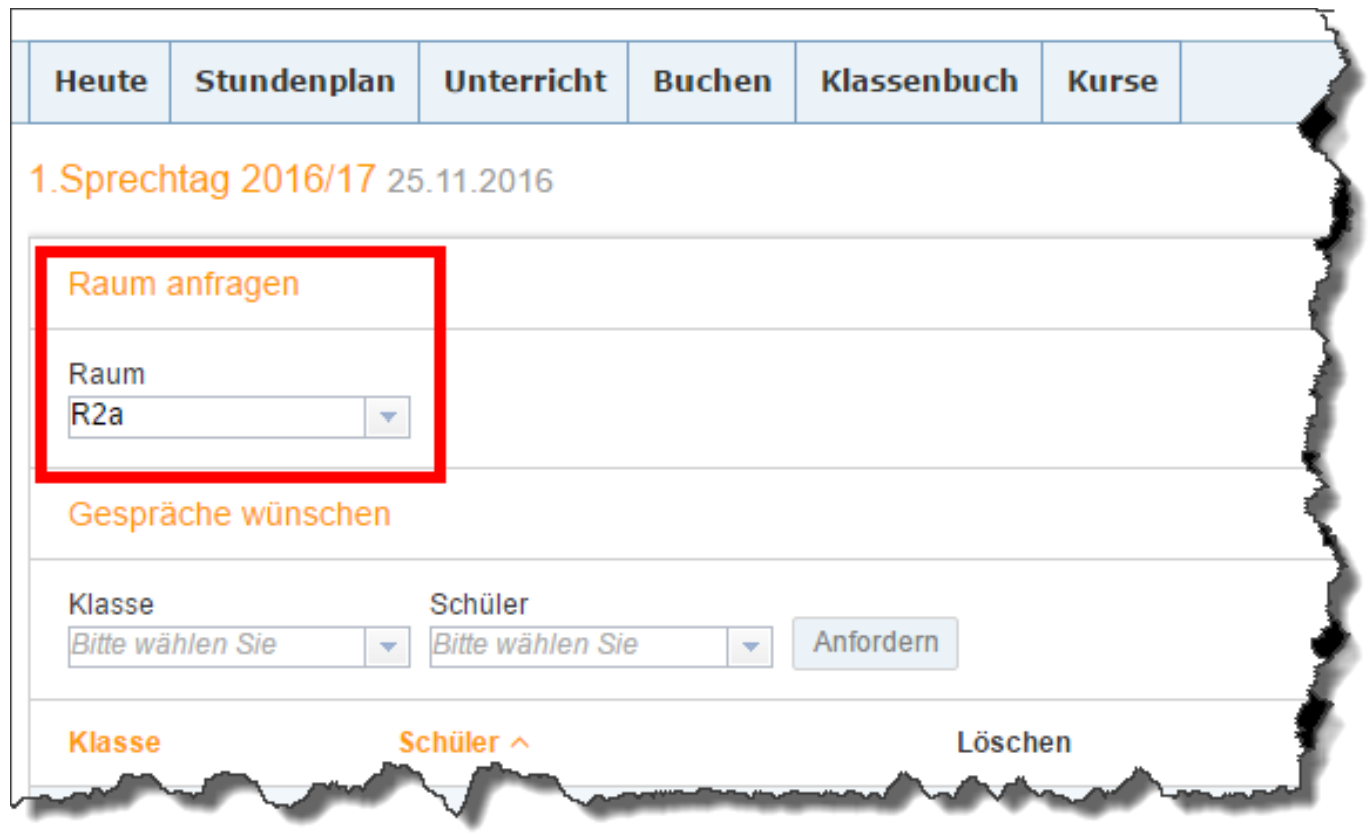 Heute Stundenplan Unterricht Buchen Klassenbuch Kurse
1.Sprechtag 2016/17 25.11.2016
Raum anfragen
Raum
R2a
Gespräche wünschen
Klasse Schüler
Bitte wählen Sie Bitte wählen Sie Anfordern
Klasse Schüler Löschen